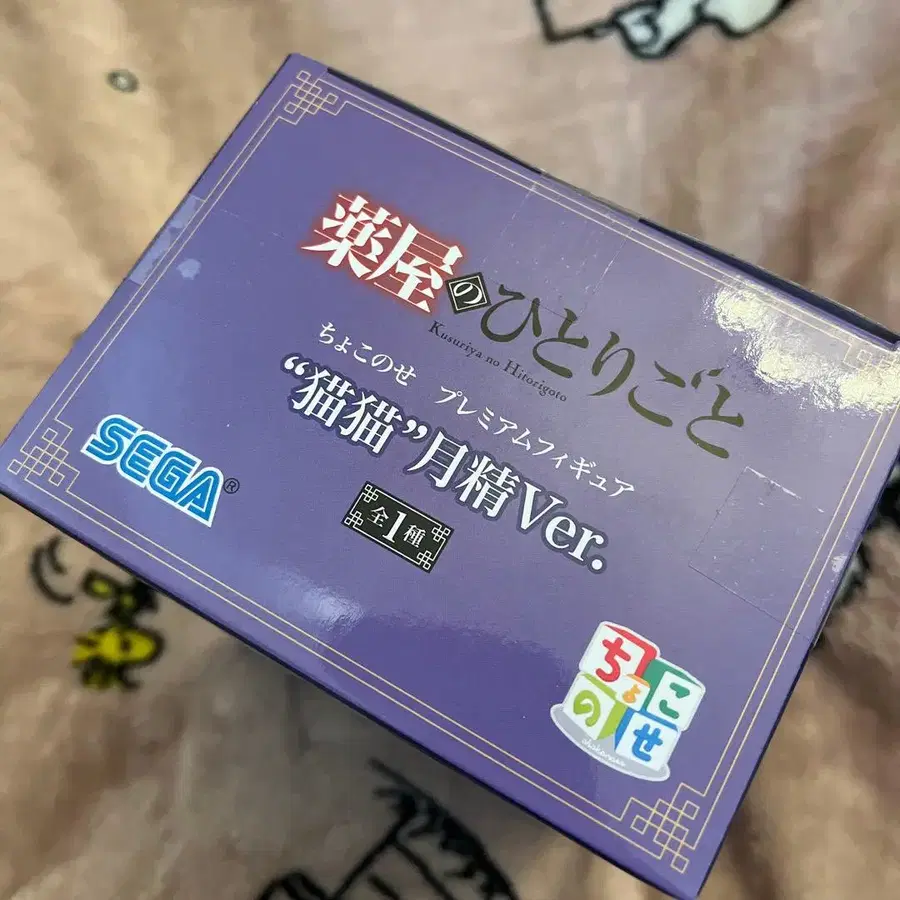 薬屋のひとりごと
Kusuriya no Hitorigoto
ちょこのせ プレミアムフィギュア
“猫猫”月精Ver.
全1種
SEGA®
ちょこのせ